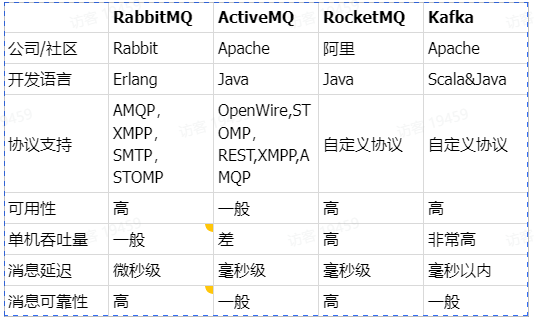 RabbitMQ ActiveMQ RocketMQ Kafka
公司/社区 Rabbit Apache 阿里 Apache
开发语言 Erlang Java Java Scala&Java
协议支持 AMQP， XMPP， SMTP， STOMP OpenWire,STOMP， REST,XMPP,AMQP 自定义协议 自定义协议
可用性 高 一般 高 高
单机吞吐量 一般 差 高 非常高
消息延迟 微秒级 毫秒级 毫秒级 毫秒以内
消息可靠性 高 一般 高 一般